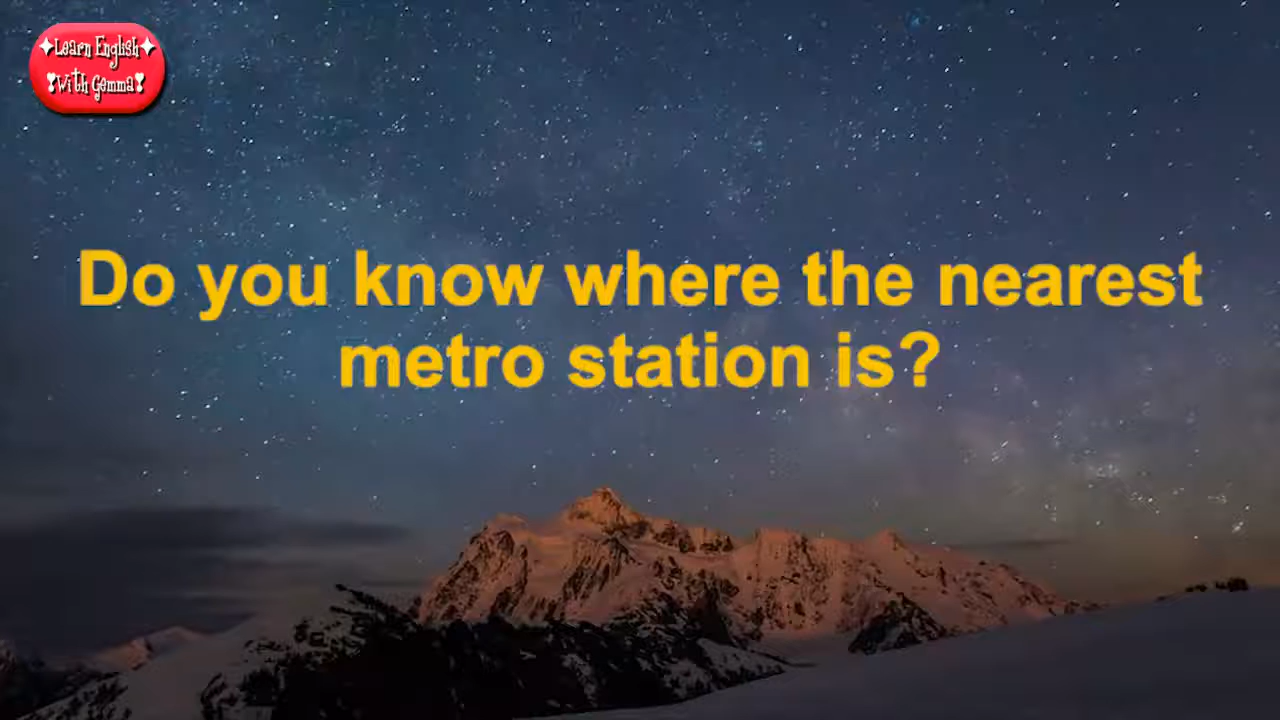 ✦Learn English✦
❣With Gemma❣
Do you know where the nearest
metro station is?